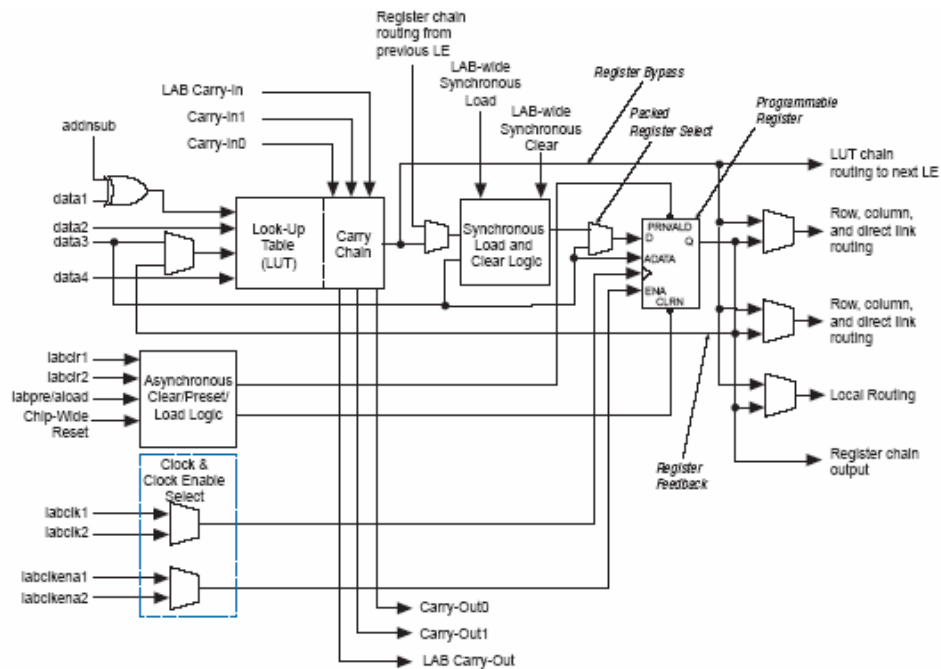 Register chain
routing from
previous LE
LAB-wide
Synchronous
Load
Register Bypass
LAB-wide
Synchronous
Clear
Packed
Register Select
Programmable
Register
LAB Carry-In
Carry-In1
Carry-In0
addnsub
data1
data2
data3
data4
Look-Up
Table
(LUT)
Carry
Chain
Synchronous
Load and
Clear Logic
PRN/ALD
D
Q
ADATA
ENA
CLRN
LUT chain
routing to next LE
Row, column,
and direct link
routing
Row, column,
and direct link
routing
Local Routing
Register chain
output
Register
Feedback
labclr1
labclr2
labpre/aload
Chip-Wide
Reset
Asynchronous
Clear/Preset/
Load Logic
Clock &
Clock Enable
Select
labclk1
labclk2
labclkena1
labclkena2
Carry-Out0
Carry-Out1
LAB Carry-Out